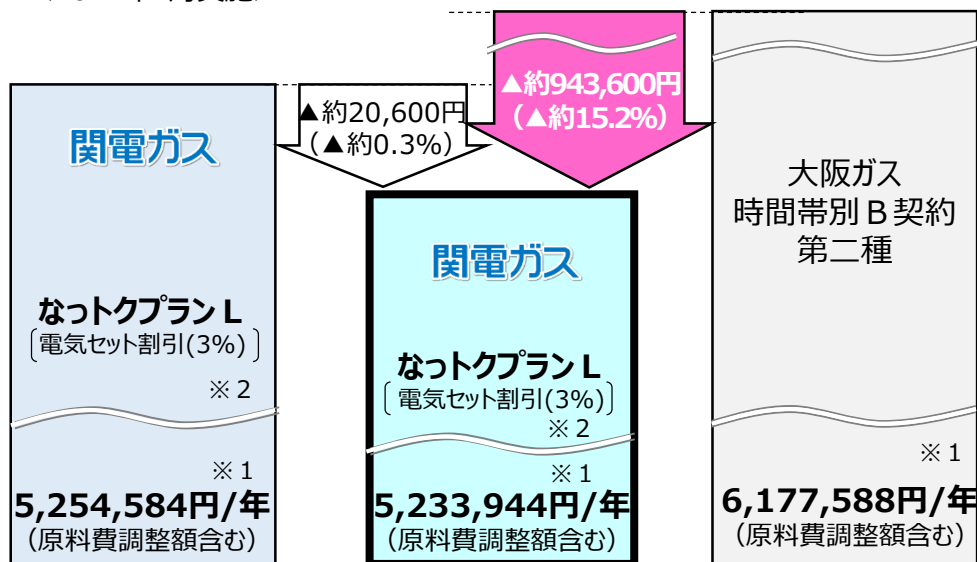 ▲約943,600円
（▲約15.2%）
▲約20,600円
（▲約0.3%）
関電ガス
なっトクプランＬ
〔電気セット割引(3%)〕
※２
※１
5,254,584円/年
（原料費調整額含む）
関電ガス
なっトクプランＬ
〔電気セット割引(3%)〕
※２
※１
5,233,944円/年
（原料費調整額含む）
大阪ガス
時間帯別Ｂ契約
第二種
※１
6,177,588円/年
（原料費調整額含む）